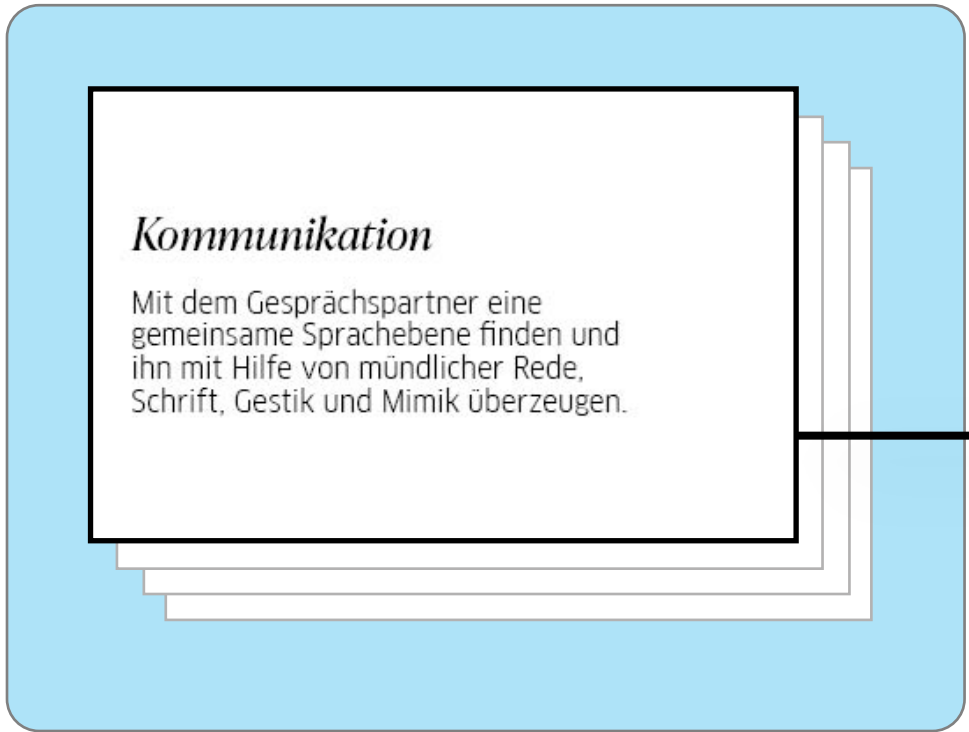 Kommunikation
Mit dem Gesprächspartner eine
gemeinsame Sprachebene finden und
ihn mit Hilfe von mündlicher Rede,
Schrift, Gestik und Mimik überzeugen.